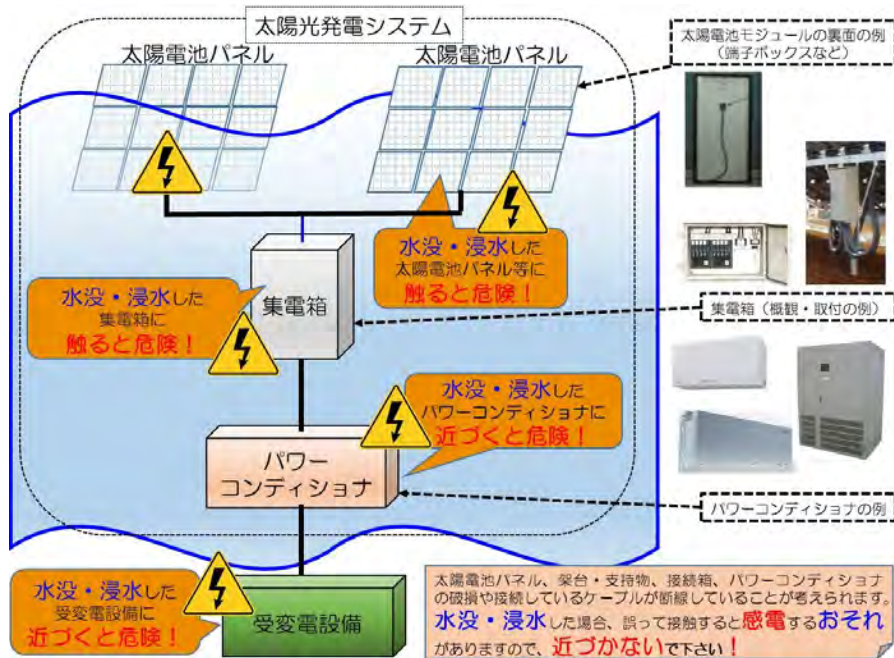 太陽光発電システム
太陽電池パネル
太陽電池パネル
太陽電池モジュールの裏面の例
（端子ボックスなど）
水没・浸水した
太陽電池パネル等に
触ると危険！
水没・浸水した
集電箱に
触ると危険！
集電箱
集電箱（概観・取付の例）
水没・浸水した
パワーコンディショナに
近づくと危険！
パワー
コンディショナ
パワーコンディショナの例
水没・浸水した
受変電設備に
近づくと危険！
受変電設備
太陽電池パネル、架台・支持物、接続箱、パワーコンディショナ
の破損や接続しているケーブルが断線していることが考えられます。
水没・浸水した場合、誤って接触すると感電するおそれ
がありますので、近づかないで下さい！